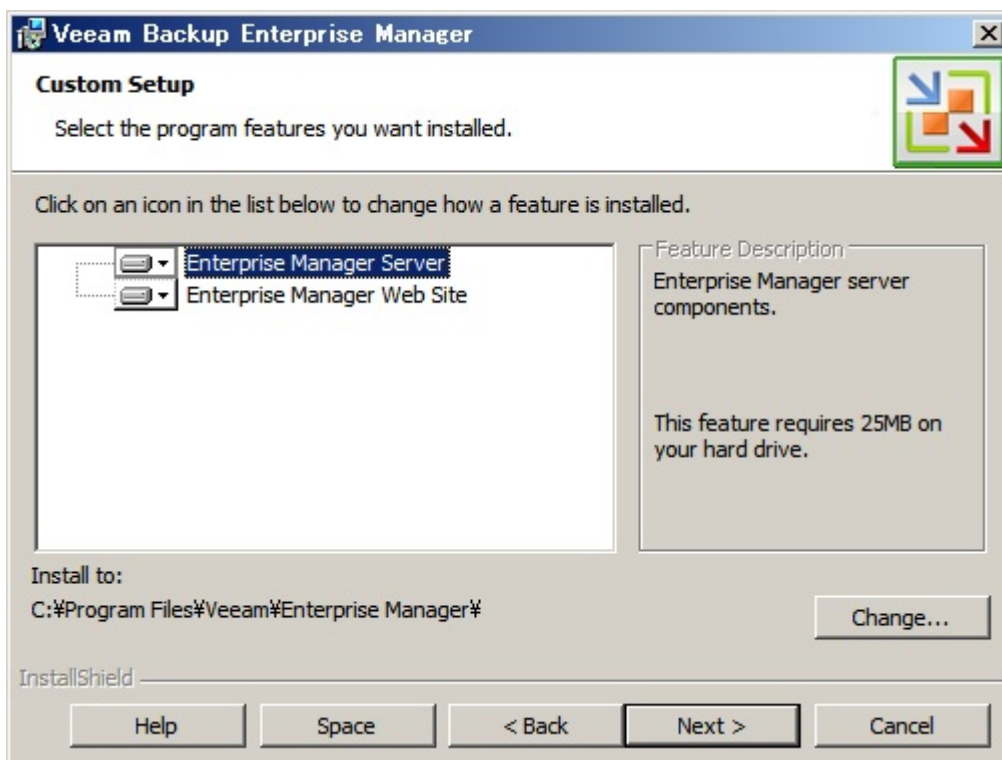 Veeam Backup Enterprise Manager
Custom Setup
Select the program features you want installed.
Click on an icon in the list below to change how a feature is installed.
Enterprise Manager Server
Enterprise Manager Web Site
Feature Description
Enterprise Manager server
components.
This feature requires 25MB on
your hard drive.
Install to:
C:¥Program Files¥Veeam¥Enterprise Manager¥
Change...
InstallShield
Help
Space
< Back
Next >
Cancel